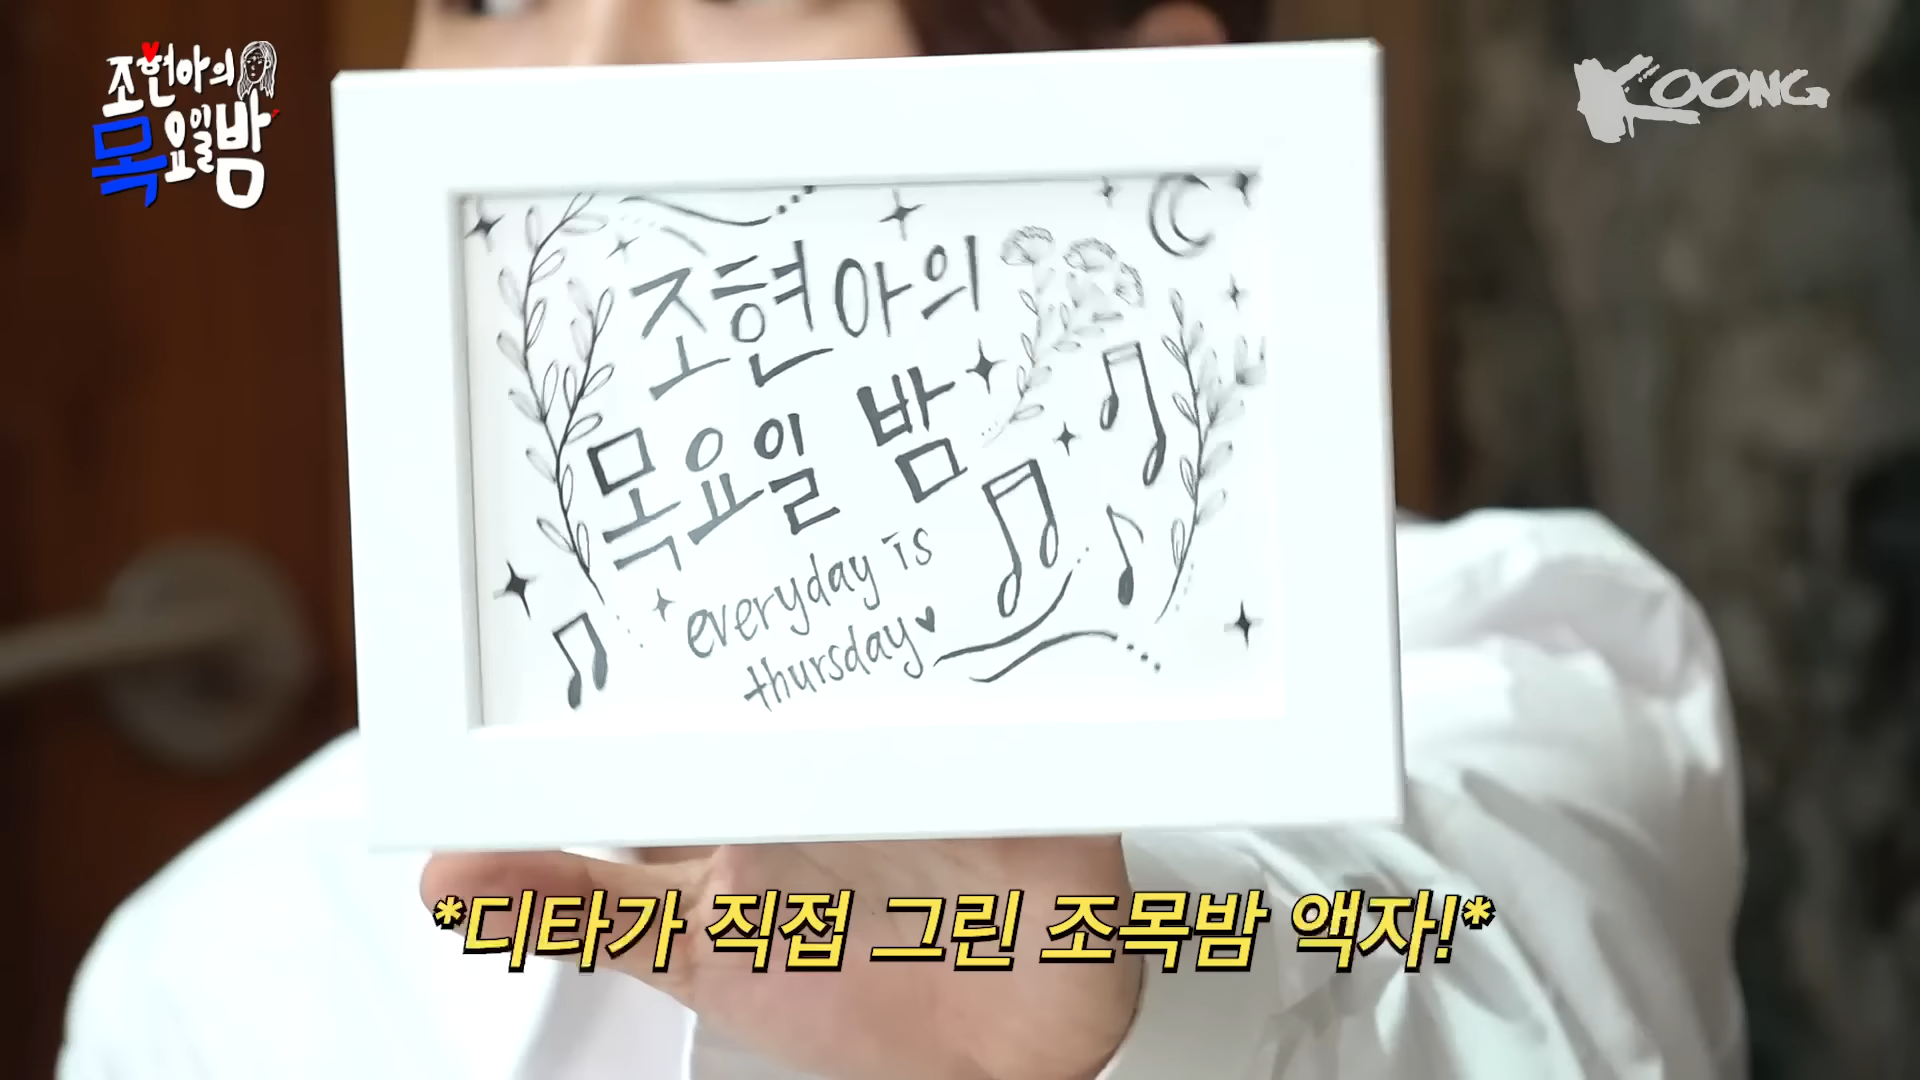 조현아의
목요일밤
KOONG
조현아의
목요일 밤
everyday is
thursday
*디타가 직접 그린 조목밤 액자!*